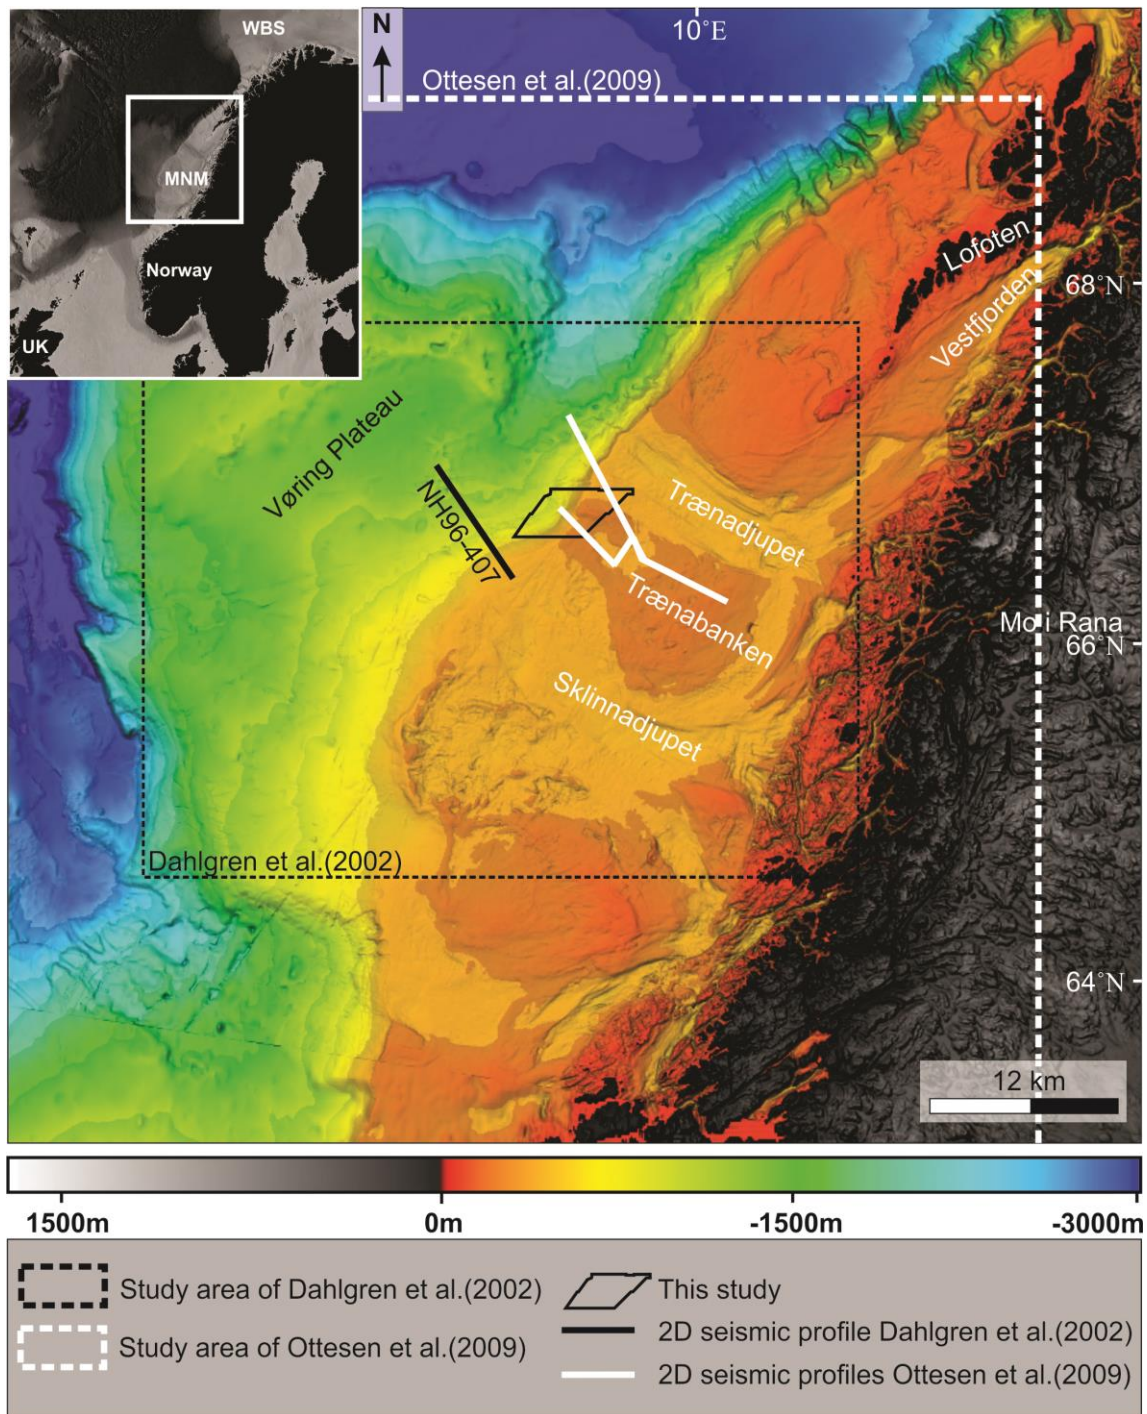 WBS
MNM
Norway
UK
N
10°E
Ottesen et al.(2009)
Lofoten
68°N
Vestfjorden
Vøring Plateau
NH96-407
Trænadjupet
Trænabanken
Mo i Rana
66°N
Sklinnadjupet
Dahlgren et al.(2002)
64°N
12 km
1500m 0m -1500m -3000m
Study area of Dahlgren et al.(2002)
Study area of Ottesen et al.(2009)
This study
2D seismic profile Dahlgren et al.(2002)
2D seismic profiles Ottesen et al.(2009)